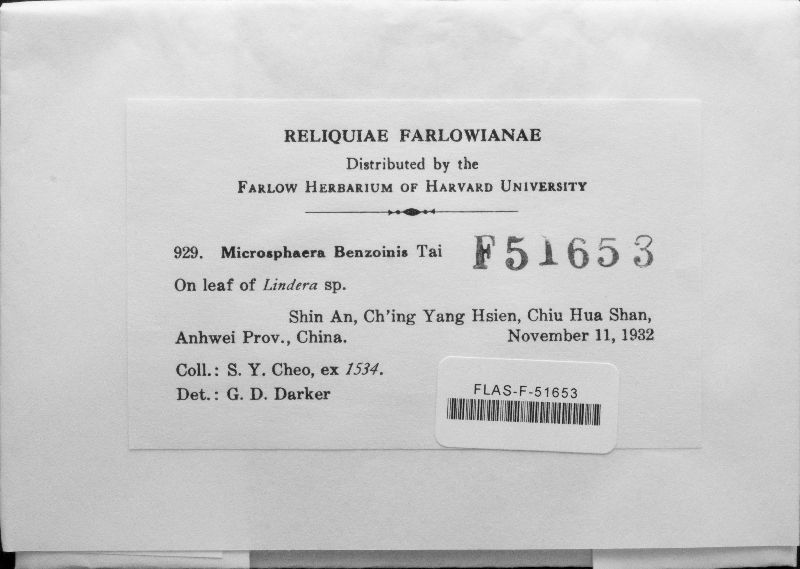 RELIQUIAE FARLOWIANAE
Distributed by the
FARLOW HERBARIUM OF HARVARD UNIVERSITY
929. Microsphaera Benzoinis Tai F51653
On leaf of Lindera sp.
Shin An, Ch'ing Yang Hsien, Chiu Hua Shan,
Anhwei Prov., China. November 11, 1932
Coll.: S. Y. Cheo, ex 1534.
Det.: G. D. Darker
FLAS-F-51653